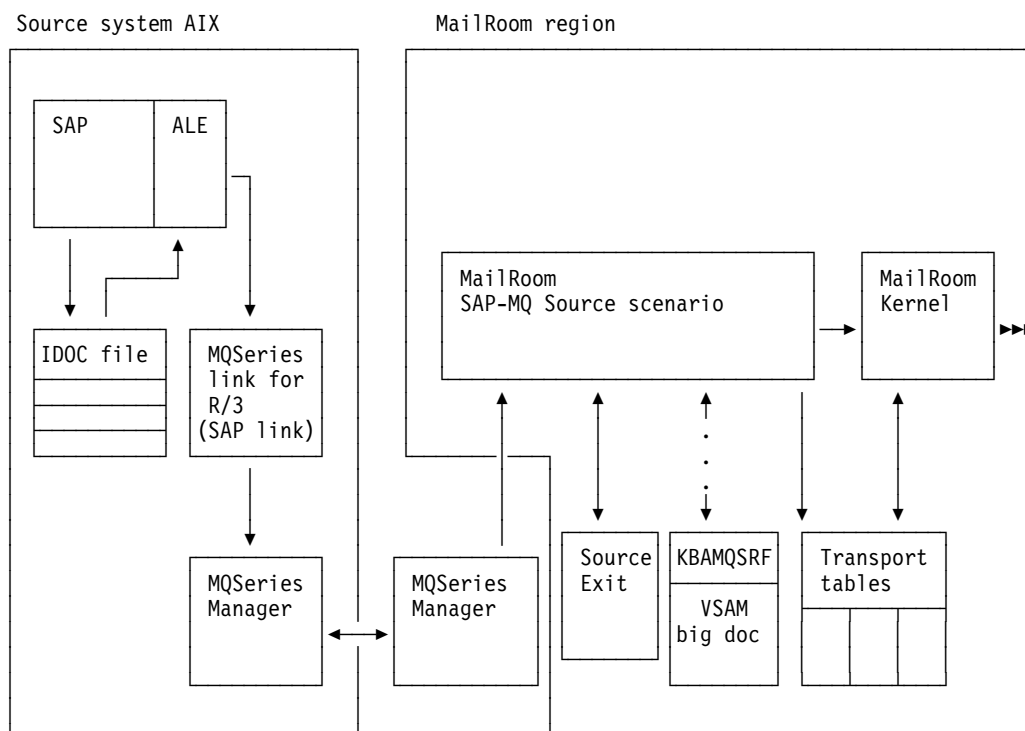 Source system AIX
MailRoom region
SAP
ALE
MailRoom
SAP-MQ Source scenario
MailRoom
Kernel
IDOC file
MQSeries
link for
R/3
(SAP link)
MQSeries
Manager
MQSeries
Manager
Source
Exit
KBAMQSRF
VSAM
big doc
Transport
tables